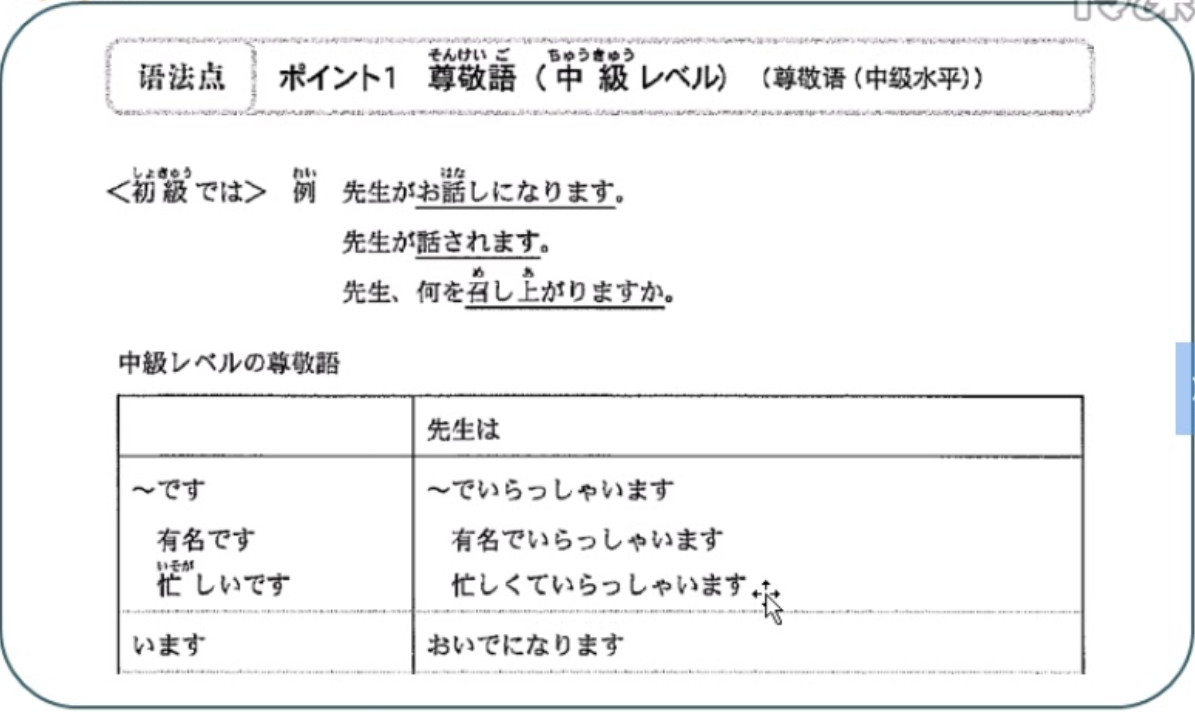 语法点 ポイント1 尊敬語(中級レベル) (尊敬语(中级水平))
<初級では> 例 先生がお話しになります。
先生が話されます。
先生、何を召し上がりますか。
中級レベルの尊敬語
先生は
~です ~でいらっしゃいます
有名です 有名でいらっしゃいます
忙しいです 忙しくていらっしゃいます
います おいでになります